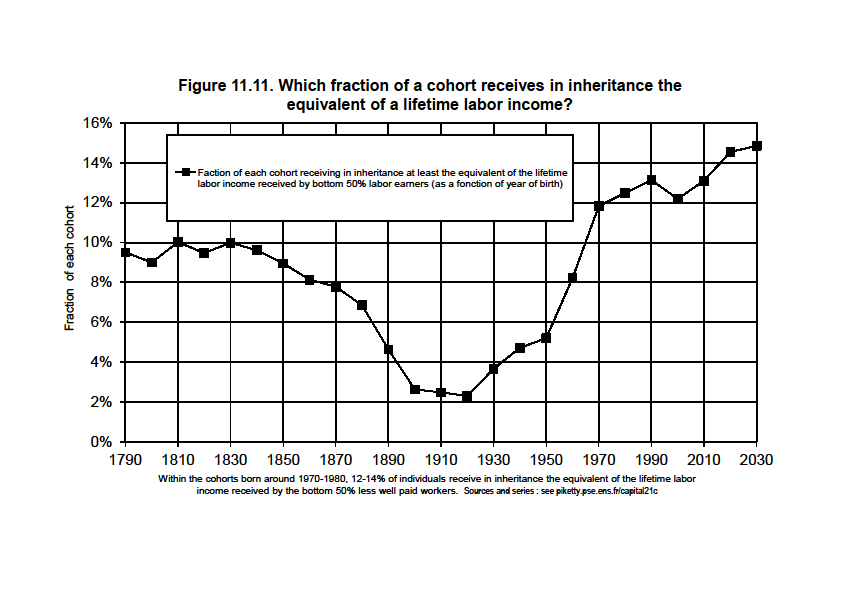 Figure 11.11. Which fraction of a cohort receives in inheritance the
equivalent of a lifetime labor income?
16%
14%
12%
10%
8%
6%
4%
2%
0%
Fraction of each cohort
Faction of each cohort receiving in inheritance at least the equivalent of the lifetime
labor income received by bottom 50% labor earners (as a fonction of year of birth)
1790 1810 1830 1850 1870 1890 1910 1930 1950 1970 1990 2010 2030
Within the cohorts born around 1970-1980, 12-14% of individuals receive in inheritance the equivalent of the lifetime labor
income received by the bottom 50% less well paid workers. Sources and series : see piketty.pse.ens.fr/capital21c